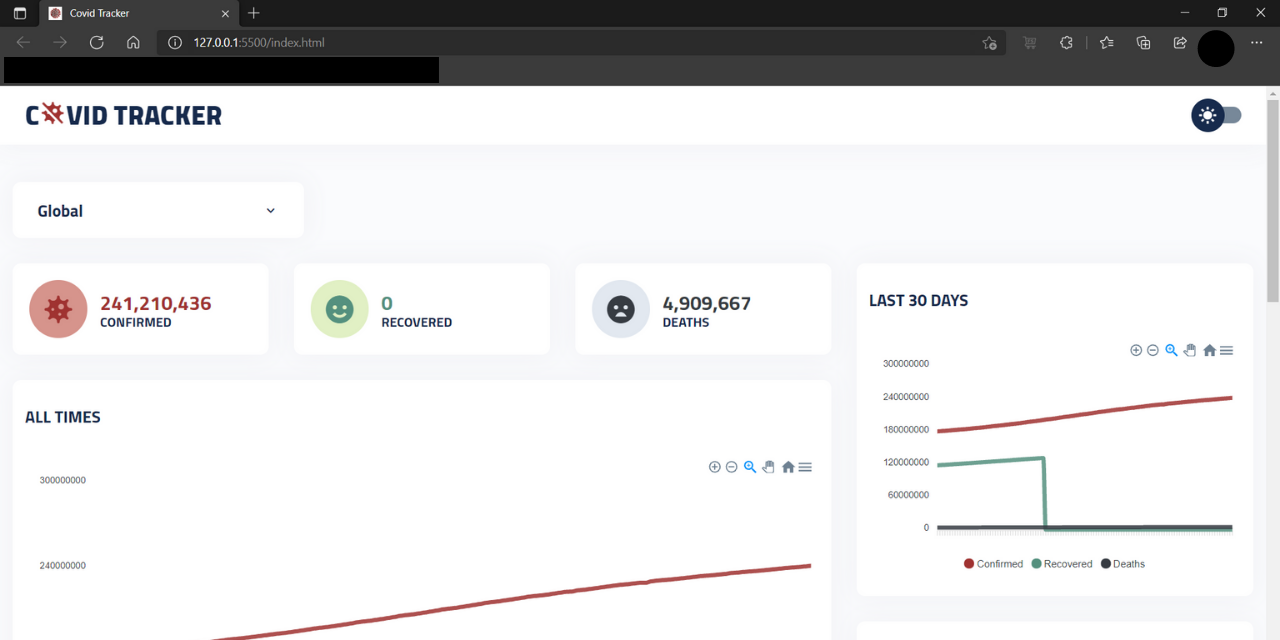 Covid Tracker
127.0.0.1:5500/index.html
COVID TRACKER
Global
241,210,436
CONFIRMED
0
RECOVERED
4,909,667
DEATHS
ALL TIMES
300000000
240000000
LAST 30 DAYS
300000000
240000000
180000000
120000000
60000000
0
Confirmed Recovered Deaths